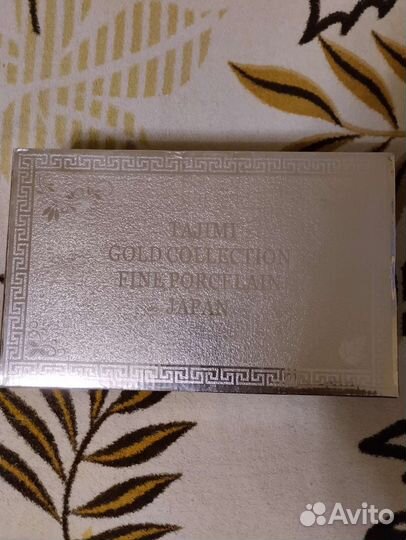 TAJIMI
GOLD COLLECTION
FINE PORCELAIN
JAPAN
Avito